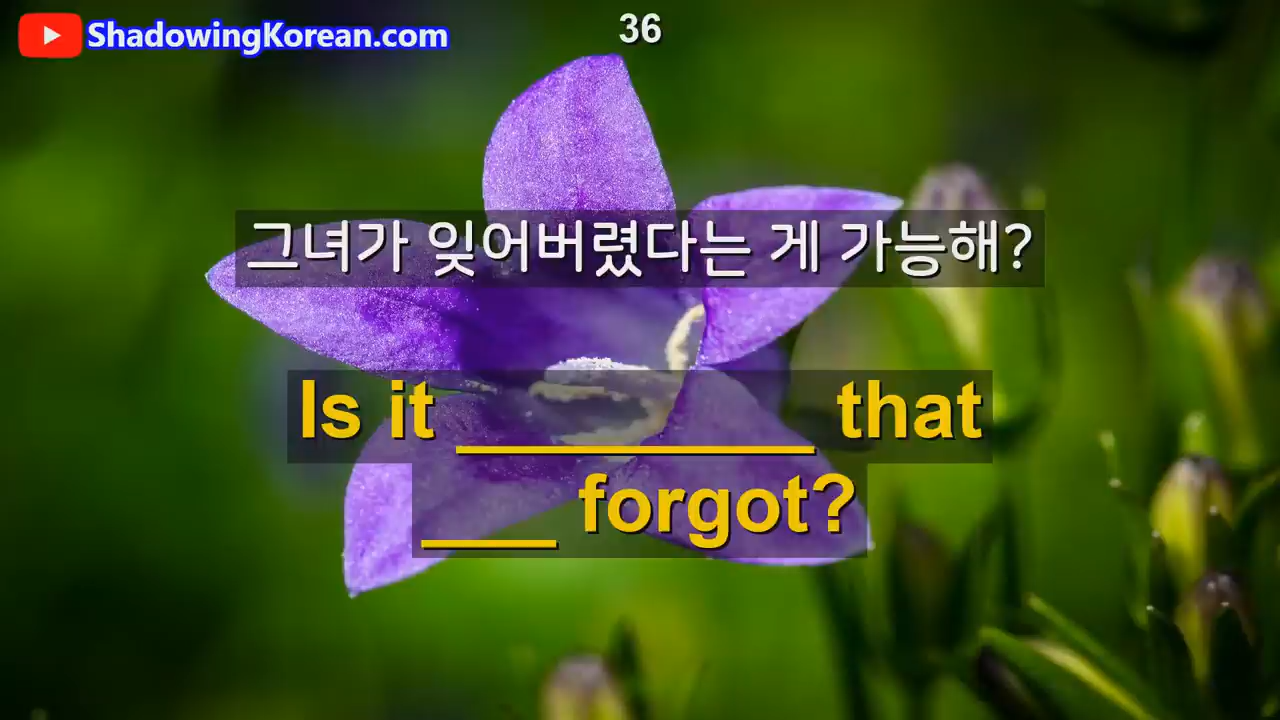 ShadowingKorean.com
36
그녀가 잊어버렸다는 게 가능해?
Is it ________ that
___ forgot?